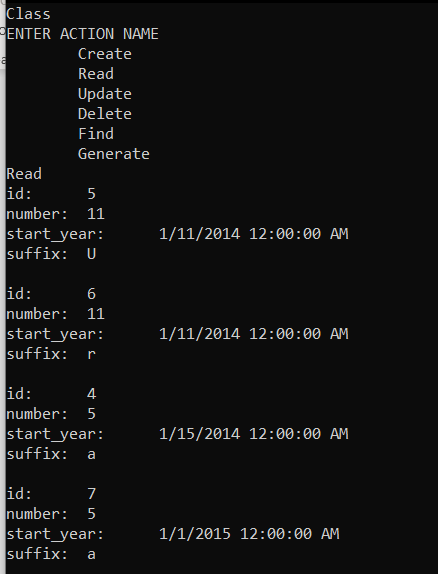 Class
ENTER ACTION NAME
Create
Read
Update
Delete
Find
Generate
Read
id: 5
number: 11
start_year: 1/11/2014 12:00:00 AM
suffix: U
id: 6
number: 11
start_year: 1/11/2014 12:00:00 AM
suffix: r
id: 4
number: 5
start_year: 1/15/2014 12:00:00 AM
suffix: a
id: 7
number: 5
start_year: 1/1/2015 12:00:00 AM
suffix: a